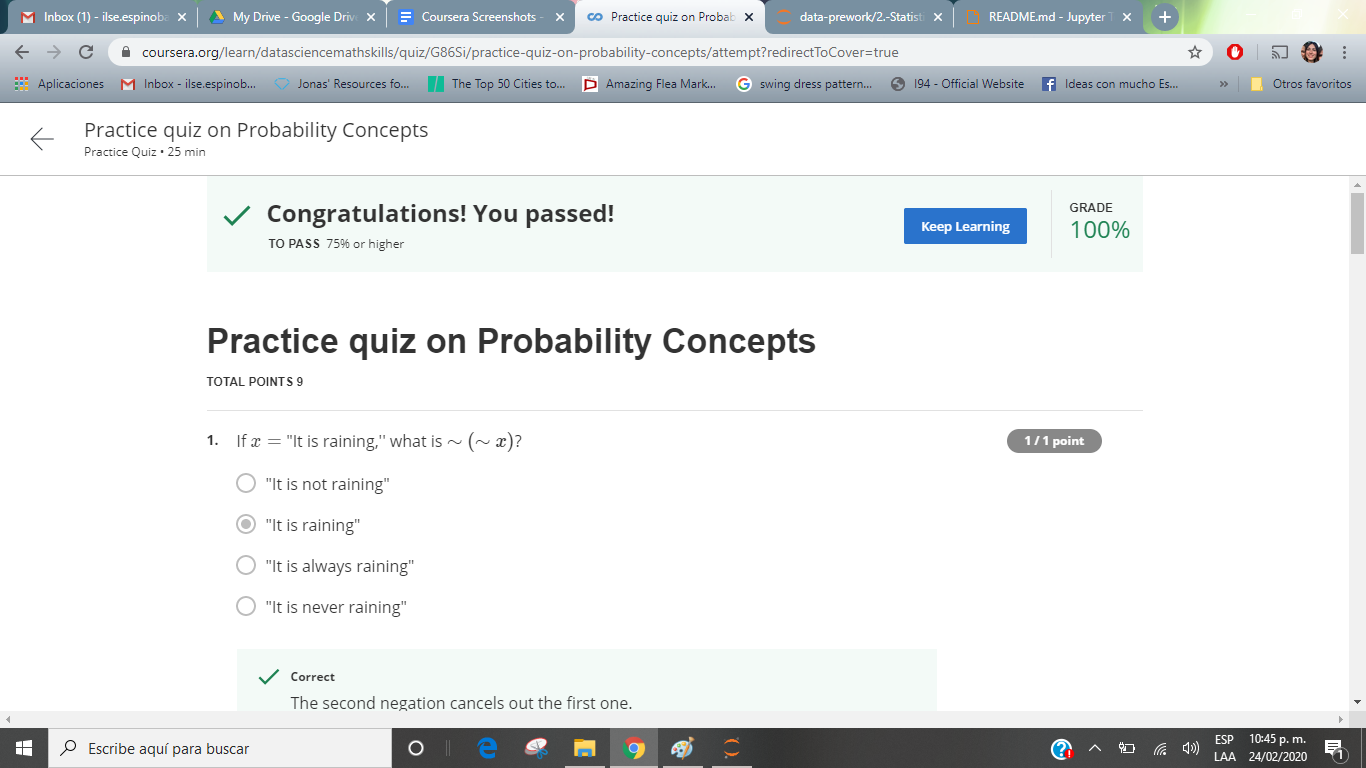 Inbox (1) - ilse.espinoba
My Drive - Google Drive
Coursera Screenshots -
Practice quiz on Probab
data-prework/2.-Statist
README.md - Jupyter T
coursera.org/learn/datasciencemathskills/quiz/G86Si/practice-quiz-on-probability-concepts/attempt?redirectToCover=true
Aplicaciones
Inbox - ilse.espinob...
Jonas' Resources fo...
The Top 50 Cities to...
Amazing Flea Mark...
swing dress pattern...
I94 - Official Website
Ideas con mucho Es...
»
Otros favoritos
Practice quiz on Probability Concepts
Practice Quiz • 25 min
Congratulations! You passed!
TO PASS 75% or higher
Keep Learning
GRADE
100%
Practice quiz on Probability Concepts
TOTAL POINTS 9
1. If x = "It is raining,'' what is ∼ (∼ x)?
1 / 1 point
"It is not raining"
"It is raining"
"It is always raining"
"It is never raining"
Correct
The second negation cancels out the first one.
Escribe aquí para buscar
ESP
LAA
10:45 p. m.
24/02/2020
1